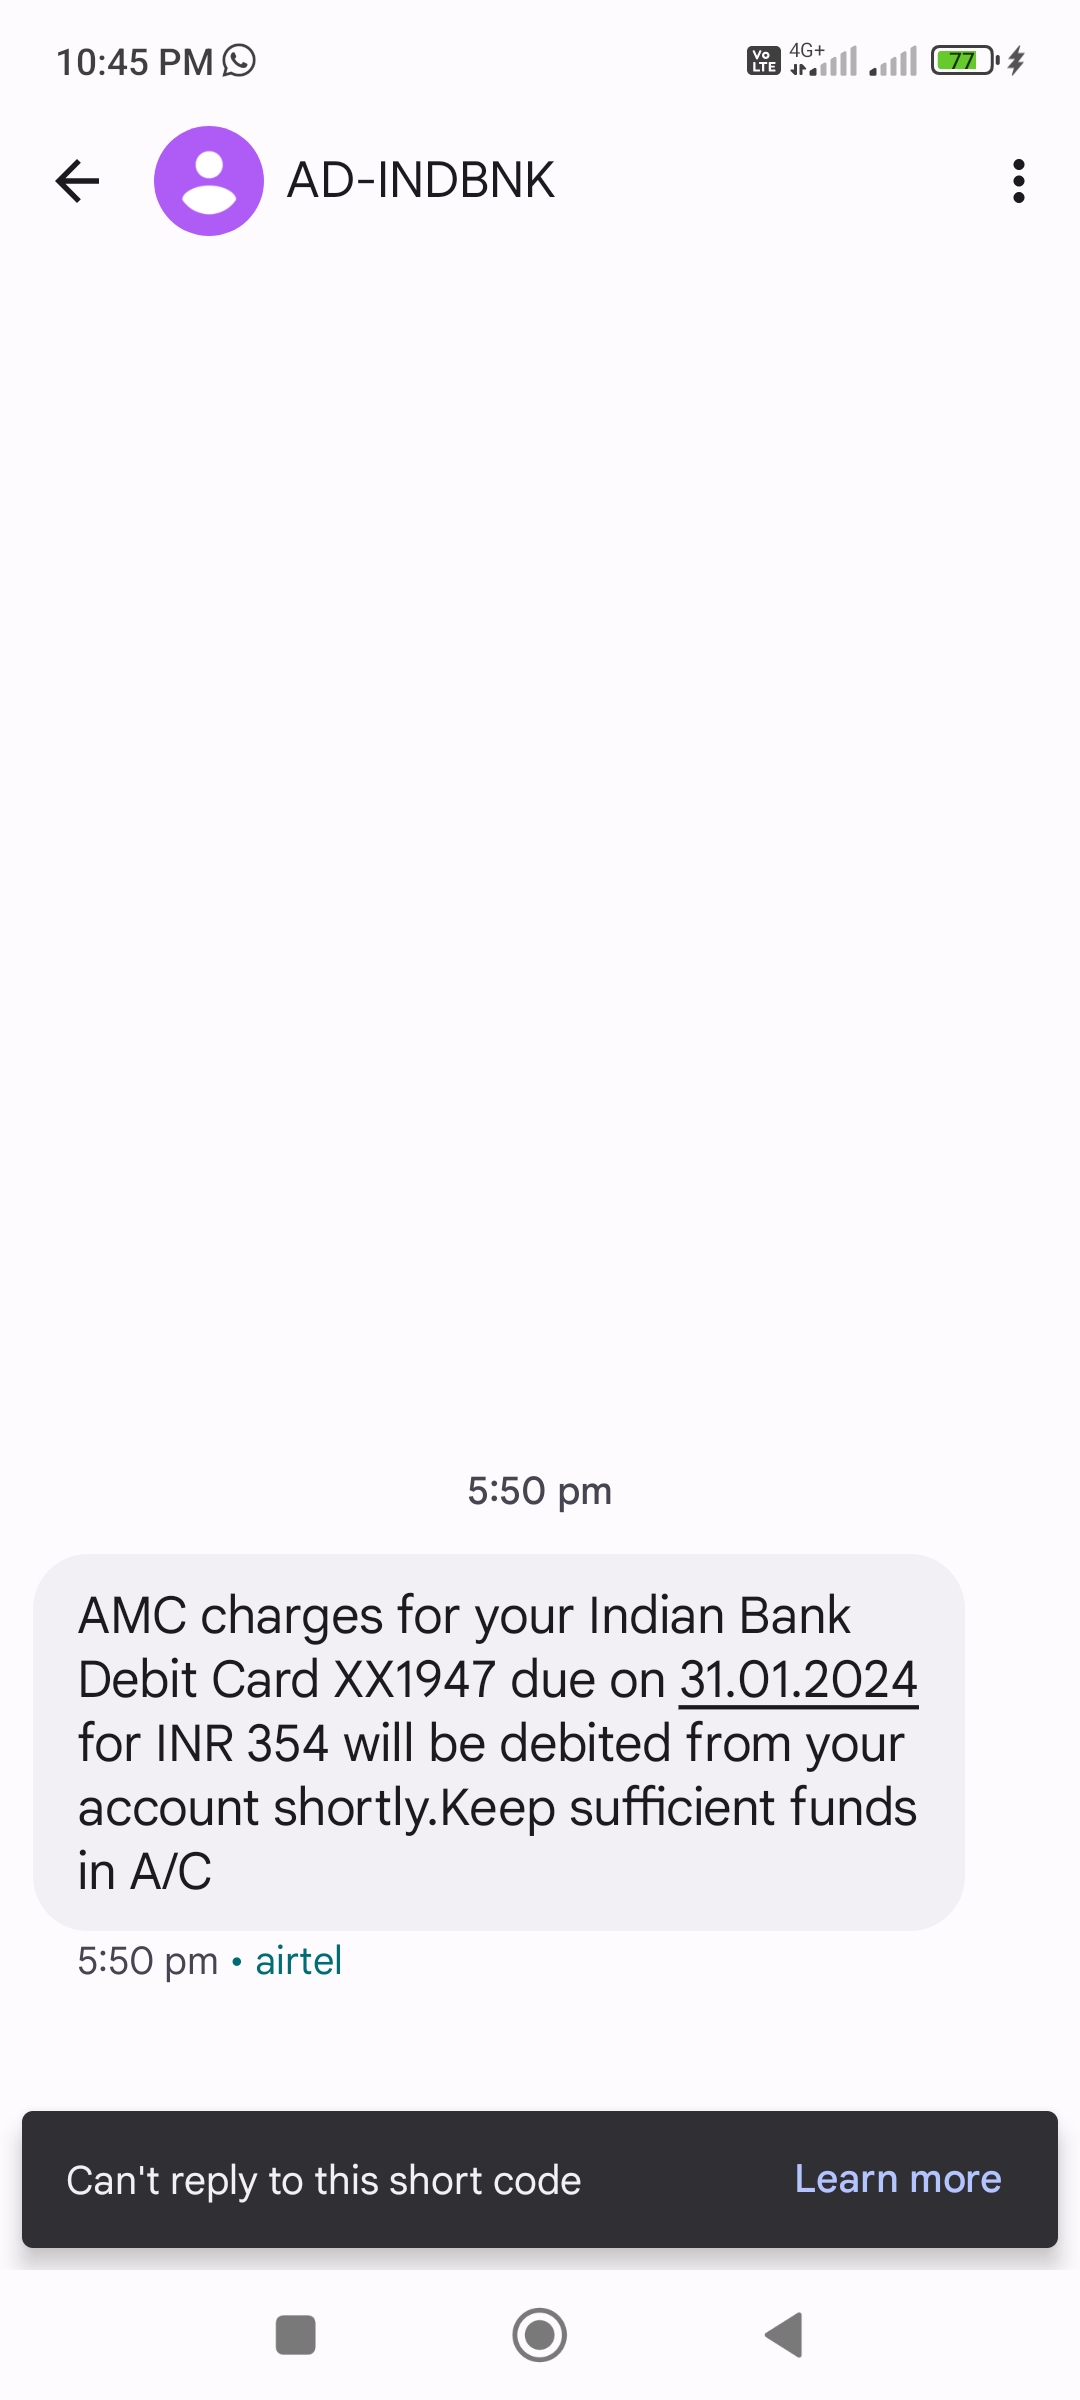 10:45 PM
Vo LTE 4G+ 77
AD-INDBNK
5:50 pm
AMC charges for your Indian Bank
Debit Card XX1947 due on 31.01.2024
for INR 354 will be debited from your
account shortly.Keep sufficient funds
in A/C
5:50 pm • airtel
Can't reply to this short code Learn more